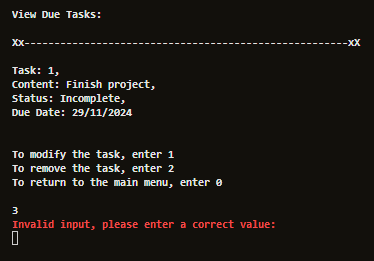 View Due Tasks:
Xx------------------------------------------------------xX
Task: 1,
Content: Finish project,
Status: Incomplete,
Due Date: 29/11/2024
To modify the task, enter 1
To remove the task, enter 2
To return to the main menu, enter 0
3
Invalid input, please enter a correct value: